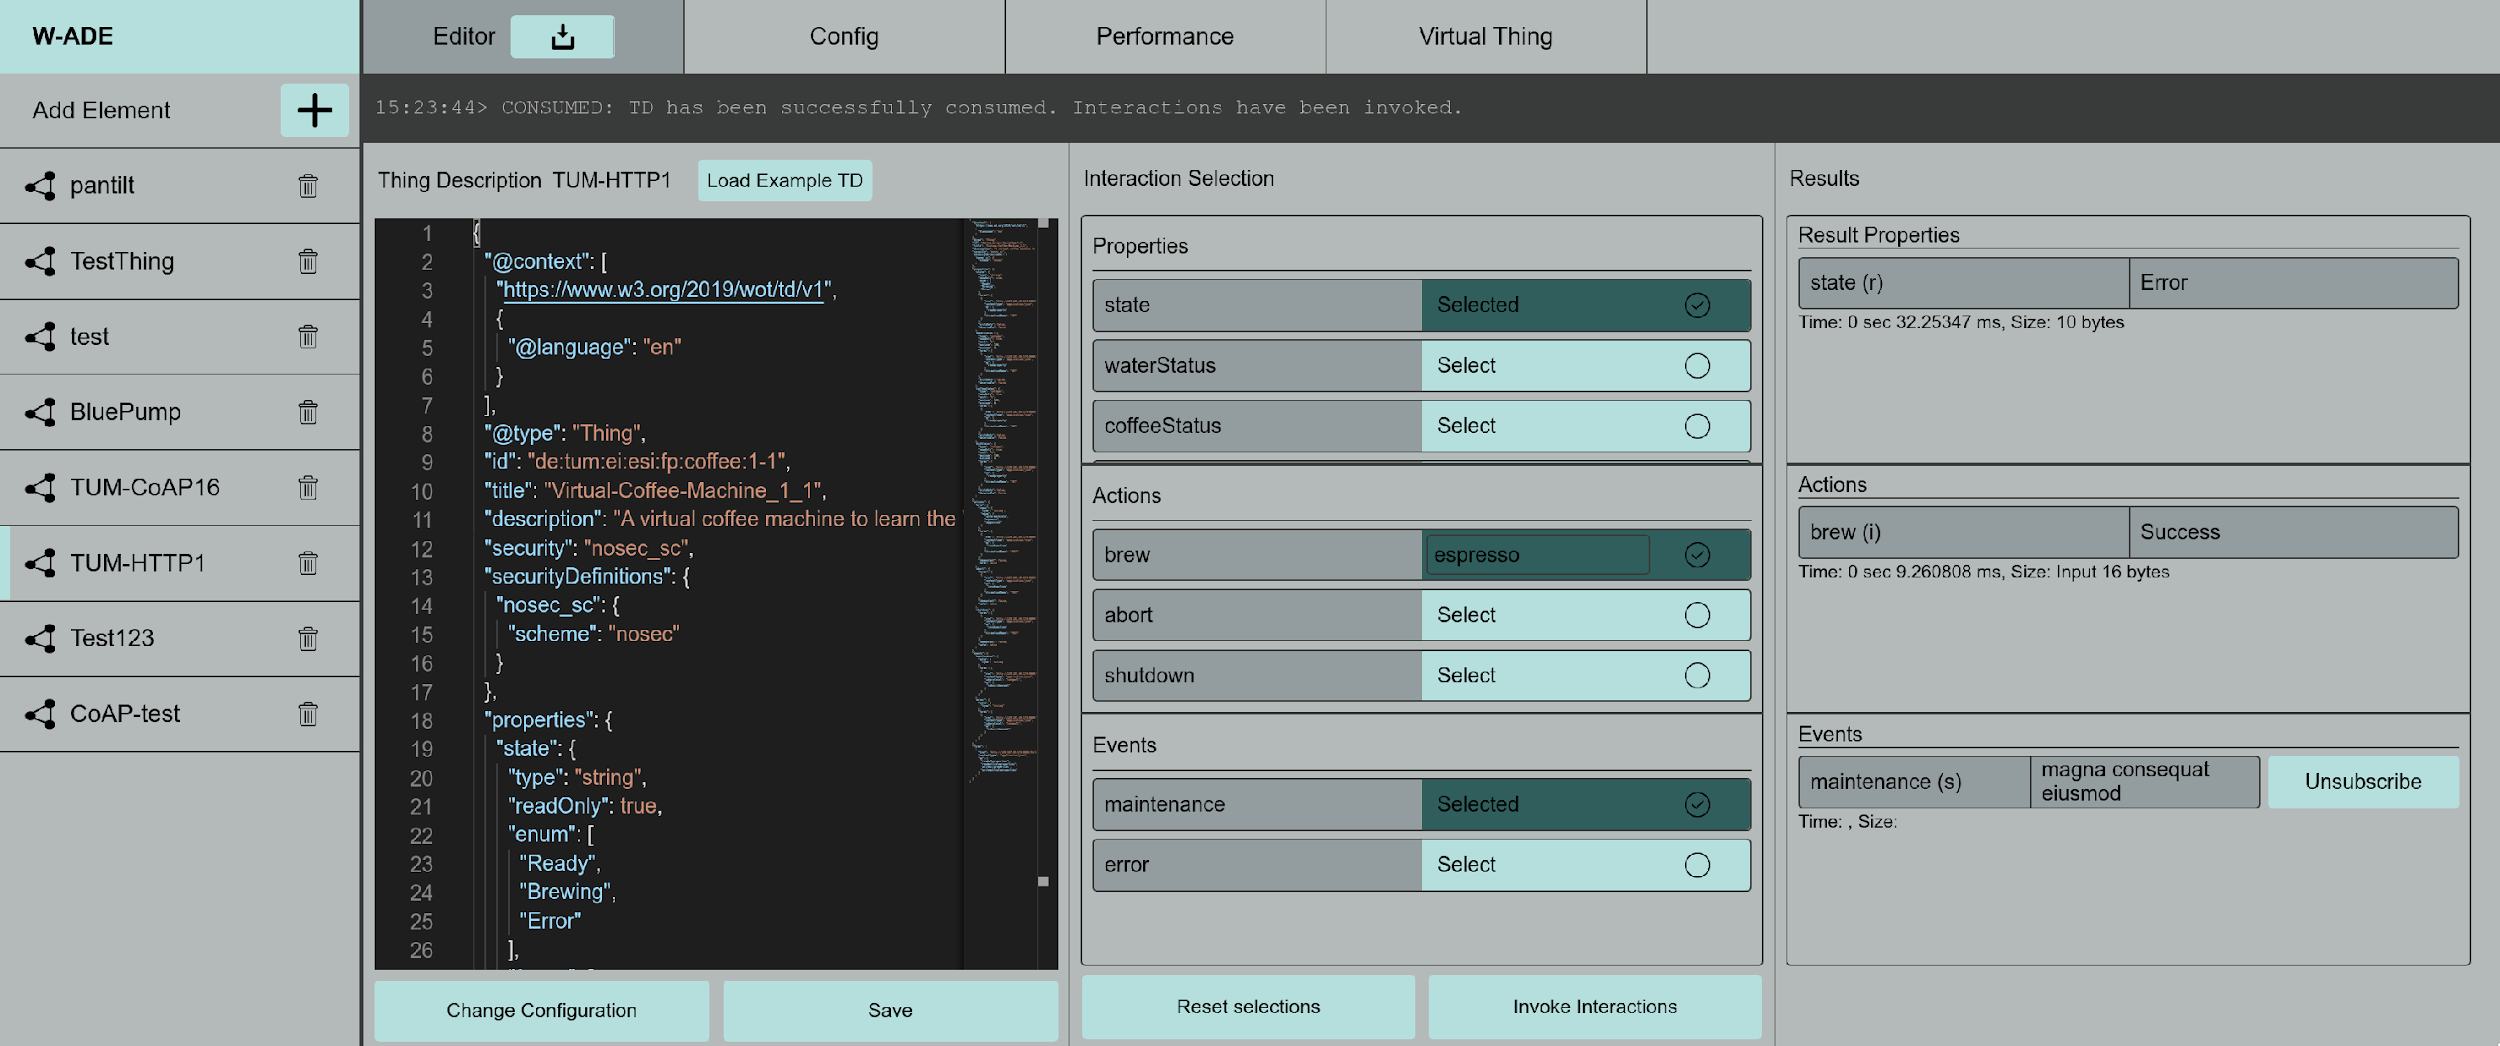 W-ADE
Editor
Config
Performance
Virtual Thing
Add Element
pantilt
TestThing
test
BluePump
TUM-CoAP16
TUM-HTTP1
Test123
CoAP-test
15:23:44> CONSUMED: TD has been successfully consumed. Interactions have been invoked.
Thing Description TUM-HTTP1
Load Example TD
1 {
2 "@context": [
3 "https://www.w3.org/2019/wot/td/v1",
4 {
5 "@language": "en"
6 }
7 ],
8 "@type": "Thing",
9 "id": "de:tum:ei:esi:fp:coffee:1-1",
10 "title": "Virtual-Coffee-Machine_1_1",
11 "description": "A virtual coffee machine to learn the
12 "security": "nosec_sc",
13 "securityDefinitions": {
14 "nosec_sc": {
15 "scheme": "nosec"
16 }
17 },
18 "properties": {
19 "state": {
20 "type": "string",
21 "readOnly": true,
22 "enum": [
23 "Ready",
24 "Brewing",
25 "Error"
26 ],
Change Configuration
Save
Interaction Selection
Properties
state Selected
waterStatus Select
coffeeStatus Select
Actions
brew espresso
abort Select
shutdown Select
Events
maintenance Selected
error Select
Reset selections
Invoke Interactions
Results
Result Properties
state (r) Error
Time: 0 sec 32.25347 ms, Size: 10 bytes
Actions
brew (i) Success
Time: 0 sec 9.260808 ms, Size: Input 16 bytes
Events
maintenance (s)
magna consequat
eiusmod
Unsubscribe
Time: , Size: